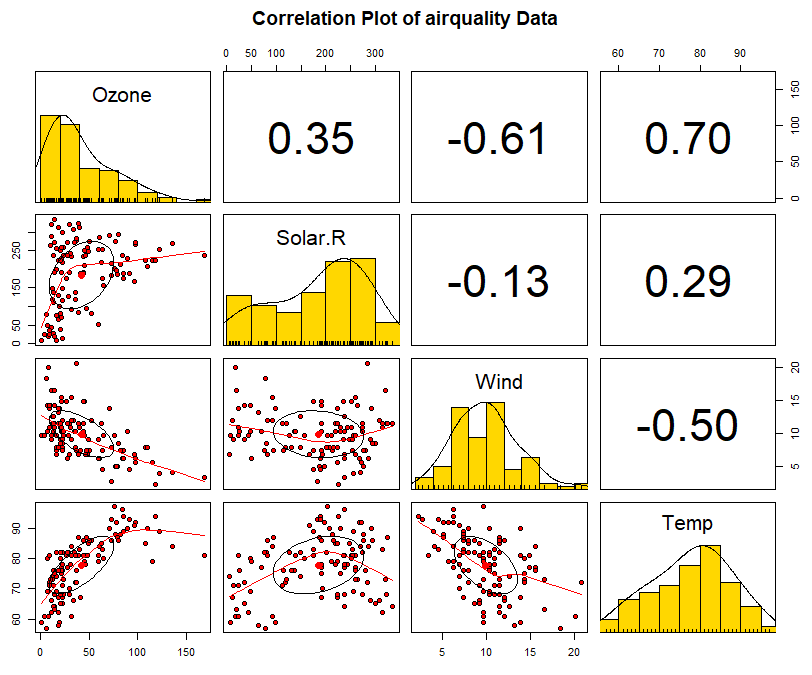 Correlation Plot of airquality Data
0 50 100 200 300
60 70 80 90
Ozone
0.35
-0.61
0.70
0 50 100 150
50 150 250
Solar.R
-0.13
0.29
Wind
-0.50
5 10 15 20
60 70 80 90
Temp
0 50 100 150
5 10 15 20